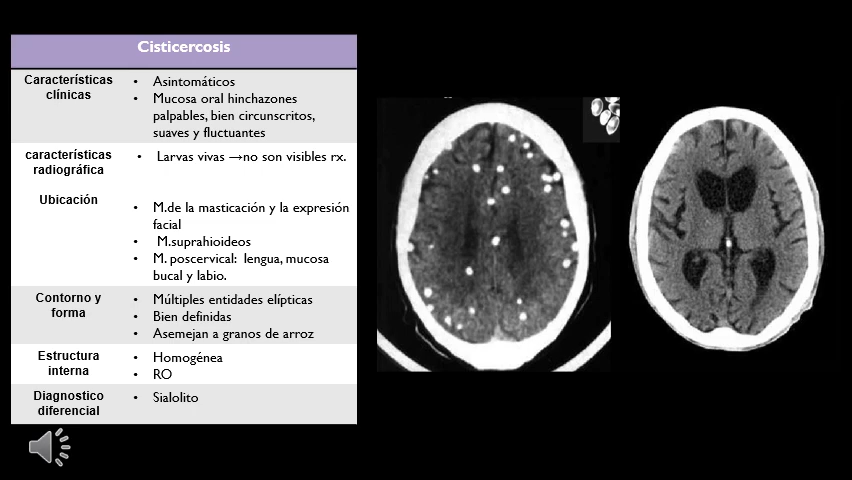 Cisticercosis
Características
clínicas
• Asintomáticos
• Mucosa oral hinchazones
palpables, bien circunscritos,
suaves y fluctuantes
características
radiográfica
• Larvas vivas →no son visibles rx.
Ubicación
• M.de la masticación y la expresión
facial
• M.suprahioideos
• M. poscervical: lengua, mucosa
bucal y labio.
Contorno y
forma
• Múltiples entidades elípticas
• Bien definidas
• Asemejan a granos de arroz
Estructura
interna
• Homogénea
• RO
Diagnostico
diferencial
• Sialolito